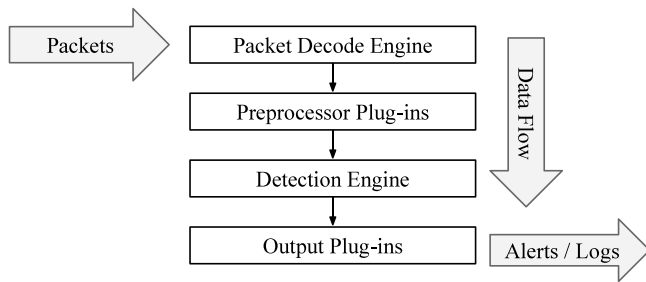 Packets
Packet Decode Engine
Preprocessor Plug-ins
Detection Engine
Output Plug-ins
Data Flow
Alerts / Logs